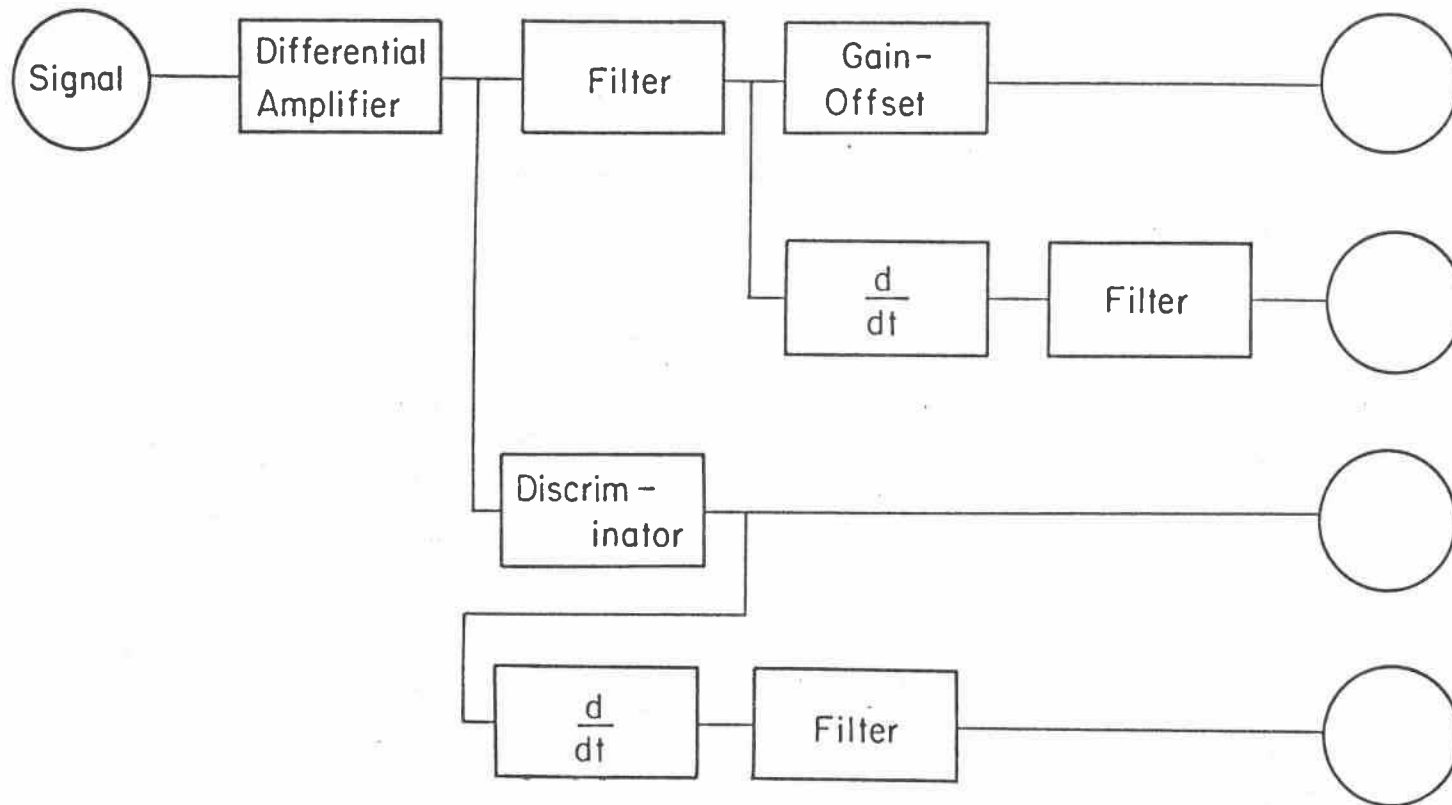 Signal
Differential
Amplifier
Filter
Gain-
Offset
d
dt
Filter
Discrim-
inator
d
dt
Filter